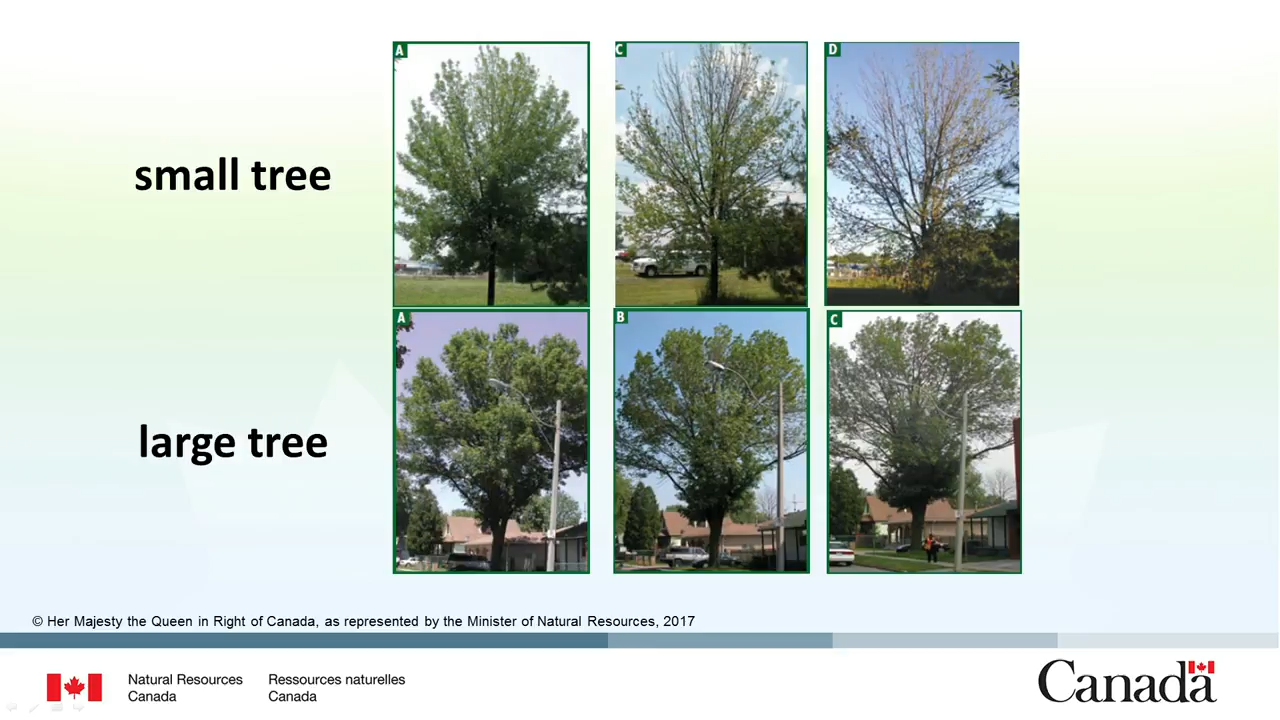 A
C
D
small tree
A
B
C
large tree
© Her Majesty the Queen in Right of Canada, as represented by the Minister of Natural Resources, 2017
Natural Resources
Canada
Ressources naturelles
Canada
Canada